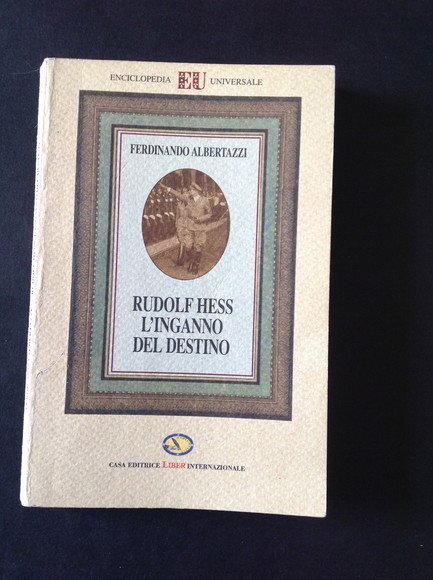 ENCICLOPEDIA EU UNIVERSALE
FERDINANDO ALBERTAZZI
RUDOLF HESS
L'INGANNO
DEL DESTINO
CASA EDITRICE LIBER INTERNAZIONALE